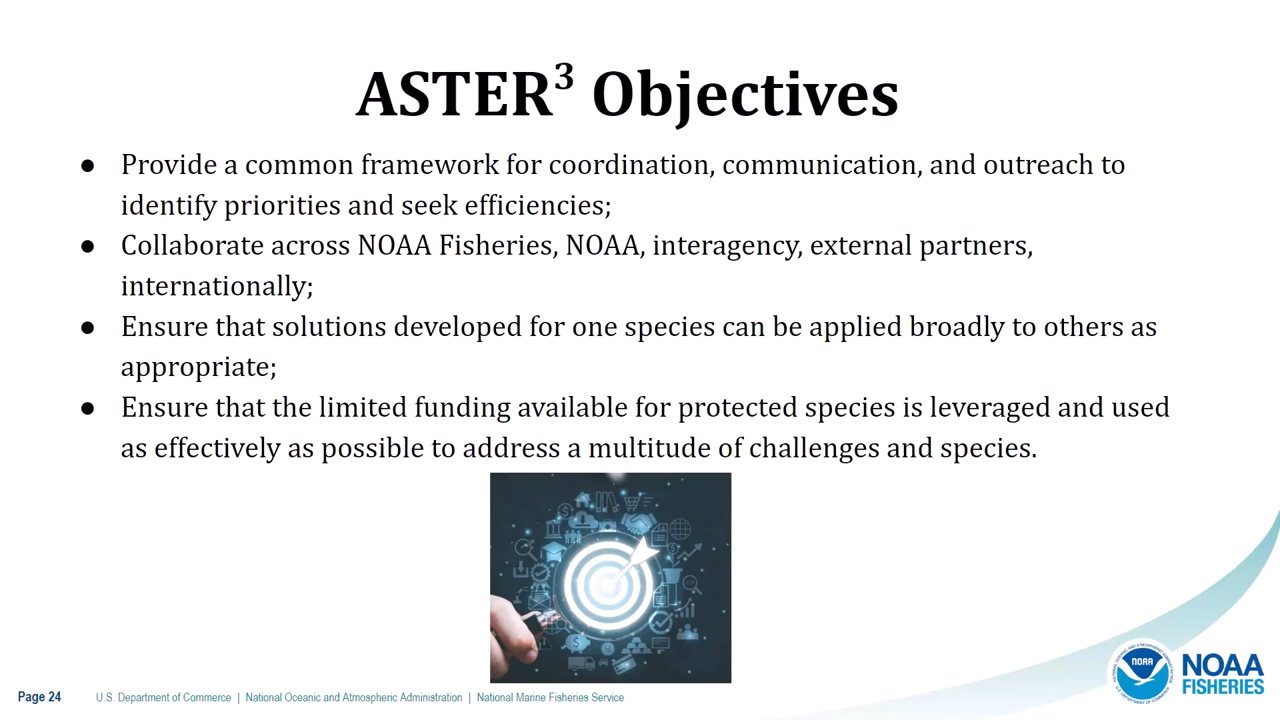 ASTER³ Objectives
● Provide a common framework for coordination, communication, and outreach to
identify priorities and seek efficiencies;
● Collaborate across NOAA Fisheries, NOAA, interagency, external partners,
internationally;
● Ensure that solutions developed for one species can be applied broadly to others as
appropriate;
● Ensure that the limited funding available for protected species is leveraged and used
as effectively as possible to address a multitude of challenges and species.
NOAA
NOAA
FISHERIES
Page 24 U.S. Department of Commerce | National Oceanic and Atmospheric Administration | National Marine Fisheries Service